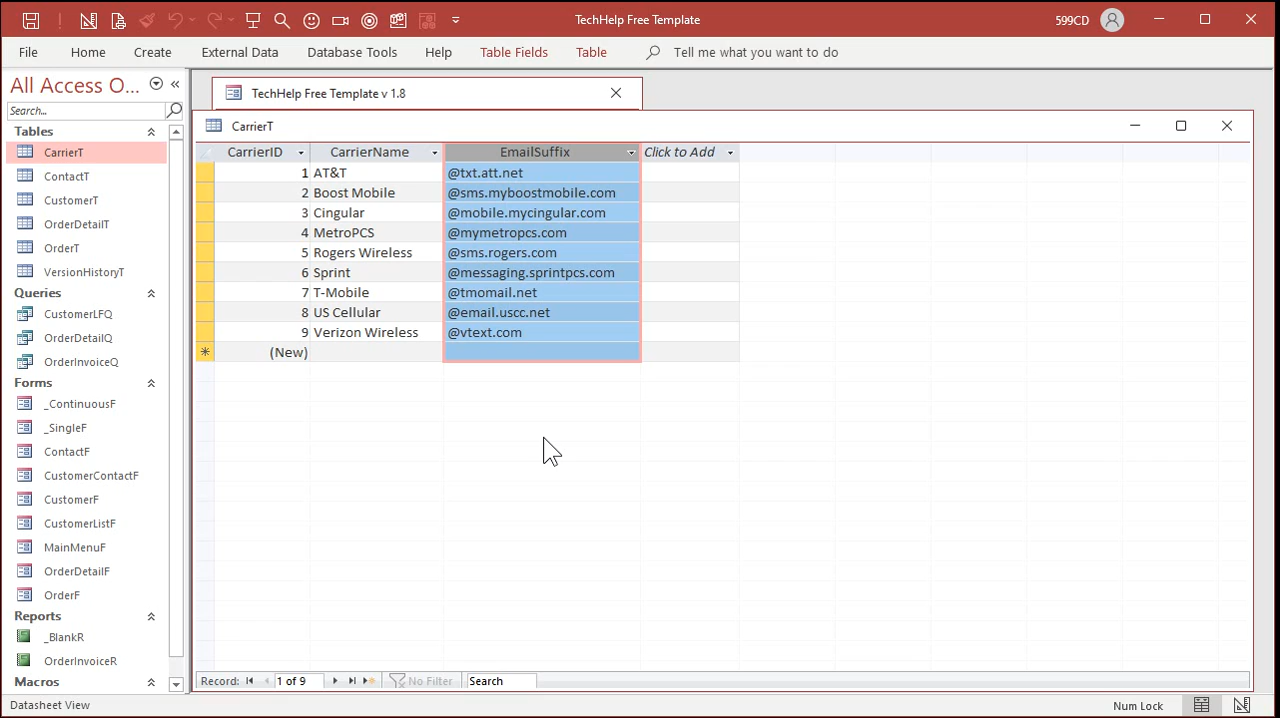 TechHelp Free Template
599CD
File Home Create External Data Database Tools Help Table Fields Table Tell me what you want to do
All Access O...
TechHelp Free Template v 1.8
Search...
CarrierT
Tables
CarrierID CarrierName EmailSuffix Click to Add
CarrierT
1 AT&T @txt.att.net
ContactT
2 Boost Mobile @sms.myboostmobile.com
CustomerT
3 Cingular @mobile.mycingular.com
OrderDetailT
4 MetroPCS @mymetropcs.com
OrderT
5 Rogers Wireless @sms.rogers.com
VersionHistoryT
6 Sprint @messaging.sprintpcs.com
Queries
7 T-Mobile @tmomail.net
CustomerLFQ
8 US Cellular @email.uscc.net
OrderDetailQ
9 Verizon Wireless @vtext.com
OrderInvoiceQ
* (New)
Forms
_ContinuousF
_SingleF
ContactF
CustomerContactF
CustomerF
CustomerListF
MainMenuF
OrderDetailF
OrderF
Reports
_BlankR
OrderInvoiceR
Macros
Record: 1 of 9 No Filter Search
Datasheet View
Num Lock